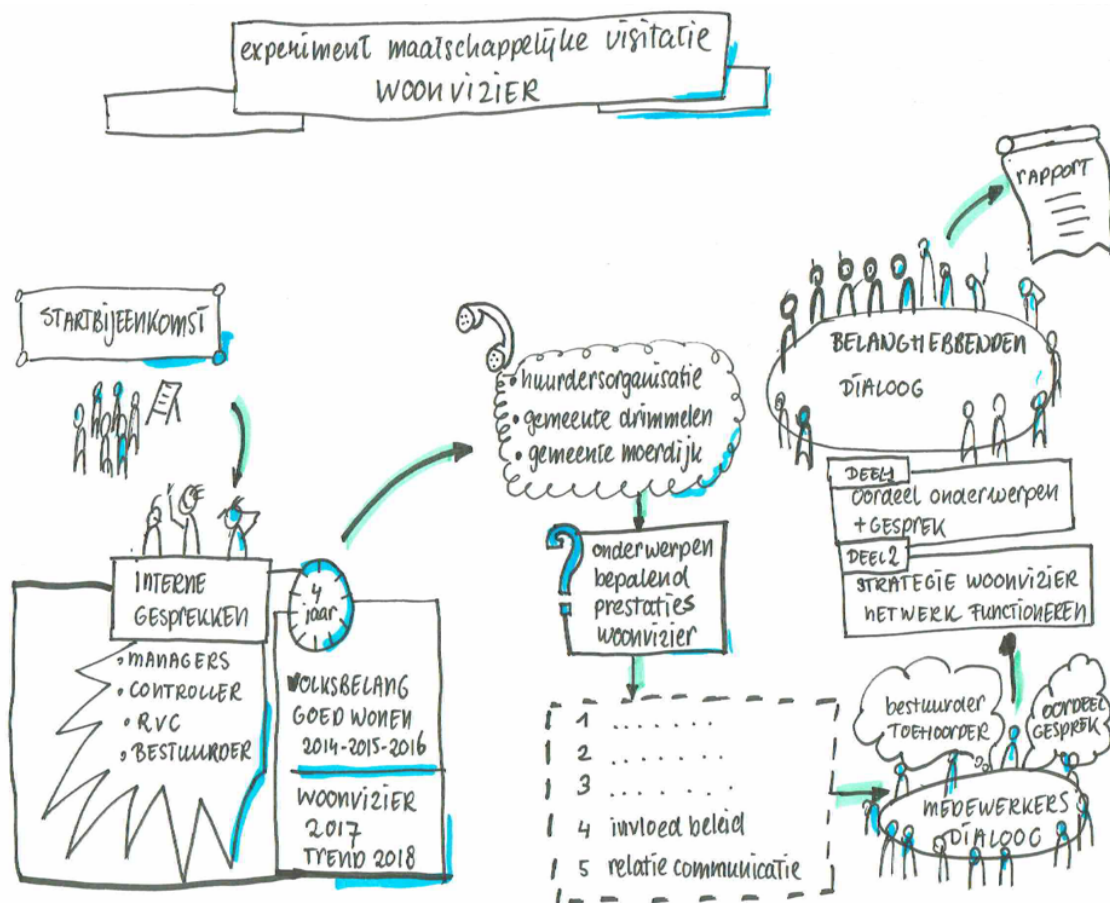 experiment maatschappelijke visitatie
WOONVIZIER
STARTBIJEENKOMST
INTERNE
GESPREKKEN
• MANAGERS
• CONTROLLER
• RVC
• BESTUURDER
4
jaar
VOLKSBELANG
GOED WONEN
2014-2015-2016
WOONVIZIER
2017
TREND 2018
• huurdersorganisatie
• gemeente drimmelen
• gemeente moerdijk
?
onderwerpen
bepalend
prestaties
woonvizier
1 .......
2 .......
3 .......
4 invloed beleid
5 relatie communicatie
bestuurder
TOEHOORDER
OORDEEL
GESPREK
MEDEWERKERS
DIALOOG
BELANGHEBBENDEN
DIALOOG
DEEL 1
oordeel onderwerpen
+ GESPREK
DEEL 2
STRATEGIE WOONVIZIER
NETWERK FUNCTIONEREN
rapport